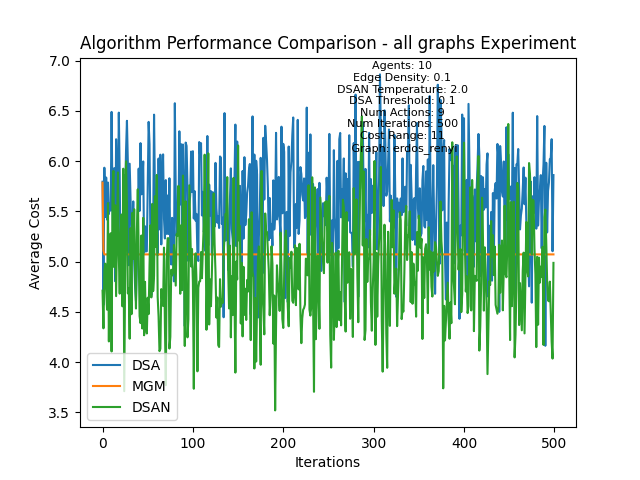 Algorithm Performance Comparison - all graphs Experiment
7.0
6.5
6.0
5.5
5.0
4.5
4.0
3.5
Average Cost
Agents: 10
Edge Density: 0.1
DSAN Temperature: 2.0
DSA Threshold: 0.1
Num Actions: 9
Num Iterations: 500
Cost Range: 11
Graph: erdos_renyi
DSA
MGM
DSAN
0
100
200
300
400
500
Iterations